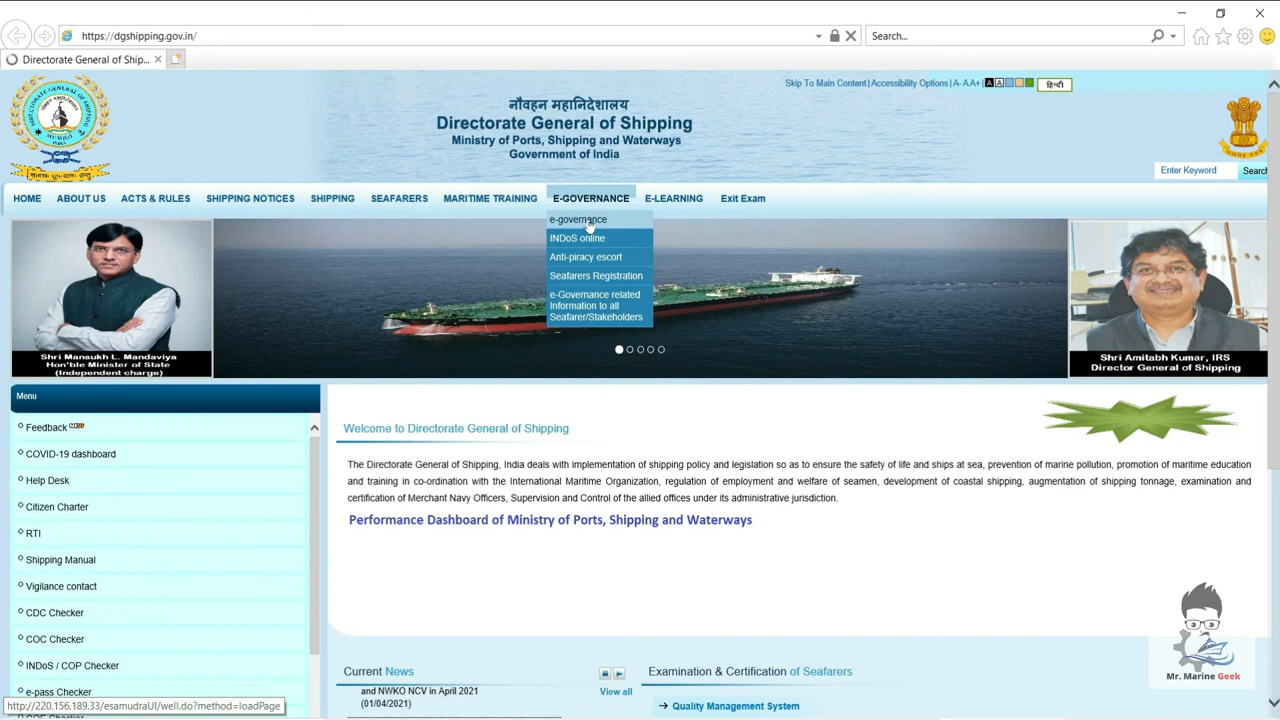 https://dgshipping.gov.in/
Search...
Directorate General of Ship...
Skip To Main Content | Accessibility Options | A- A A+ | A A
हिन्दी
नौवहन महानिदेशालय
Directorate General of Shipping
Ministry of Ports, Shipping and Waterways
Government of India
Enter Keyword
Search
HOME ABOUT US ACTS & RULES SHIPPING NOTICES SHIPPING SEAFARERS MARITIME TRAINING E-GOVERNANCE E-LEARNING Exit Exam
e-governance
INDoS online
Anti-piracy escort
Seafarers Registration
e-Governance related
Information to all
Seafarer/Stakeholders
Shri Mansukh L. Mandaviya
Hon'ble Minister of State
(Independent charge)
Shri Amitabh Kumar, IRS
Director General of Shipping
Menu
Feedback
COVID-19 dashboard
Help Desk
Citizen Charter
RTI
Shipping Manual
Vigilance contact
CDC Checker
COC Checker
INDoS / COP Checker
e-pass Checker
Welcome to Directorate General of Shipping
The Directorate General of Shipping, India deals with implementation of shipping policy and legislation so as to ensure the safety of life and ships at sea, prevention of marine pollution, promotion of maritime education
and training in co-ordination with the International Maritime Organization, regulation of employment and welfare of seamen, development of coastal shipping, augmentation of shipping tonnage, examination and
certification of Merchant Navy Officers, Supervision and Control of the allied offices under its administrative jurisdiction.
Performance Dashboard of Ministry of Ports, Shipping and Waterways
Current News
and NWKO NCV in April 2021
(01/04/2021)
View all
Examination & Certification of Seafarers
Quality Management System
Mr. Marine Geek
http://220.156.189.33/esamudraUI/well.do?method=loadPage